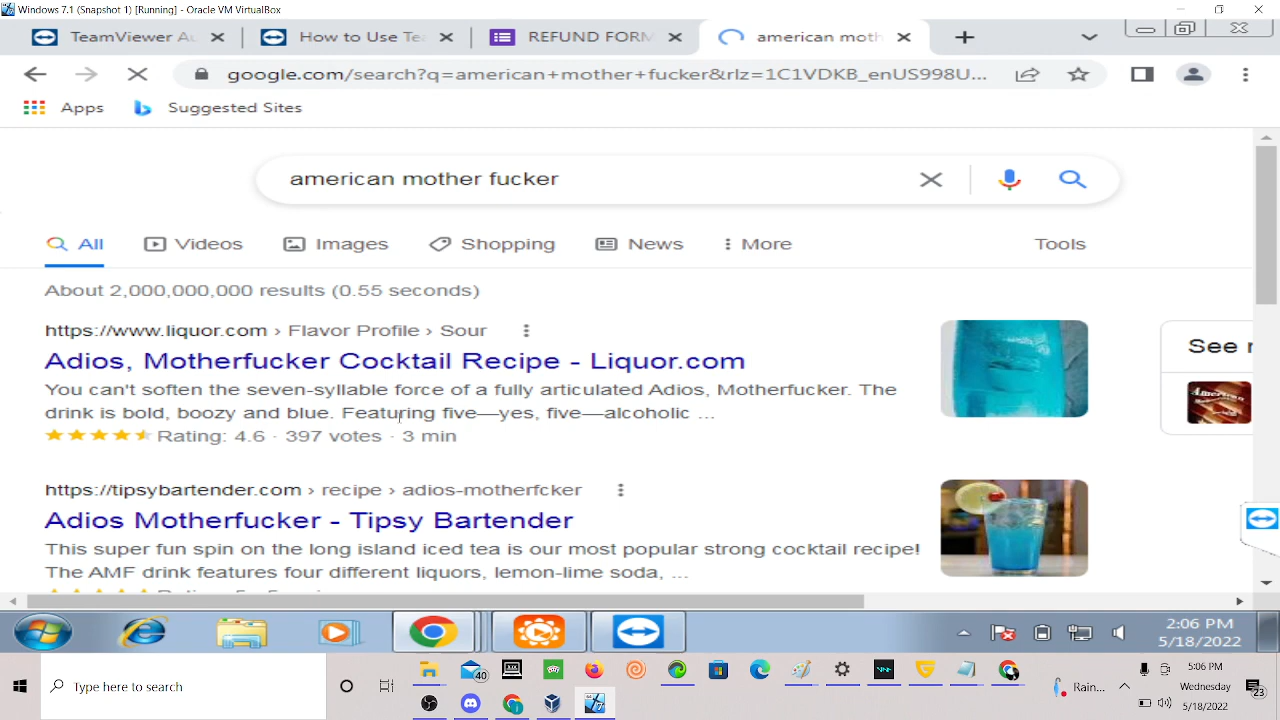 Windows 7.1 (Snapshot 1) [Running] - Oracle VM VirtualBox
TeamViewer Au
How to Use Tea
REFUND FORM
american moth
google.com/search?q=american+mother+fucker&rlz=1C1VDKB_enUS998U...
Apps
Suggested Sites
american mother fucker
All
Videos
Images
Shopping
News
More
Tools
About 2,000,000,000 results (0.55 seconds)
https://www.liquor.com › Flavor Profile › Sour
Adios, Motherfucker Cocktail Recipe - Liquor.com
You can't soften the seven-syllable force of a fully articulated Adios, Motherfucker. The
drink is bold, boozy and blue. Featuring five—yes, five—alcoholic ...
Rating: 4.6 · 397 votes · 3 min
See r
American
https://tipsybartender.com › recipe › adios-motherfcker
Adios Motherfucker - Tipsy Bartender
This super fun spin on the long island iced tea is our most popular strong cocktail recipe!
The AMF drink features four different liquors, lemon-lime soda, ...
2:06 PM
5/18/2022
Type here to search
40
Rain...
5:06 PM
Wednesday
5/18/2022
23